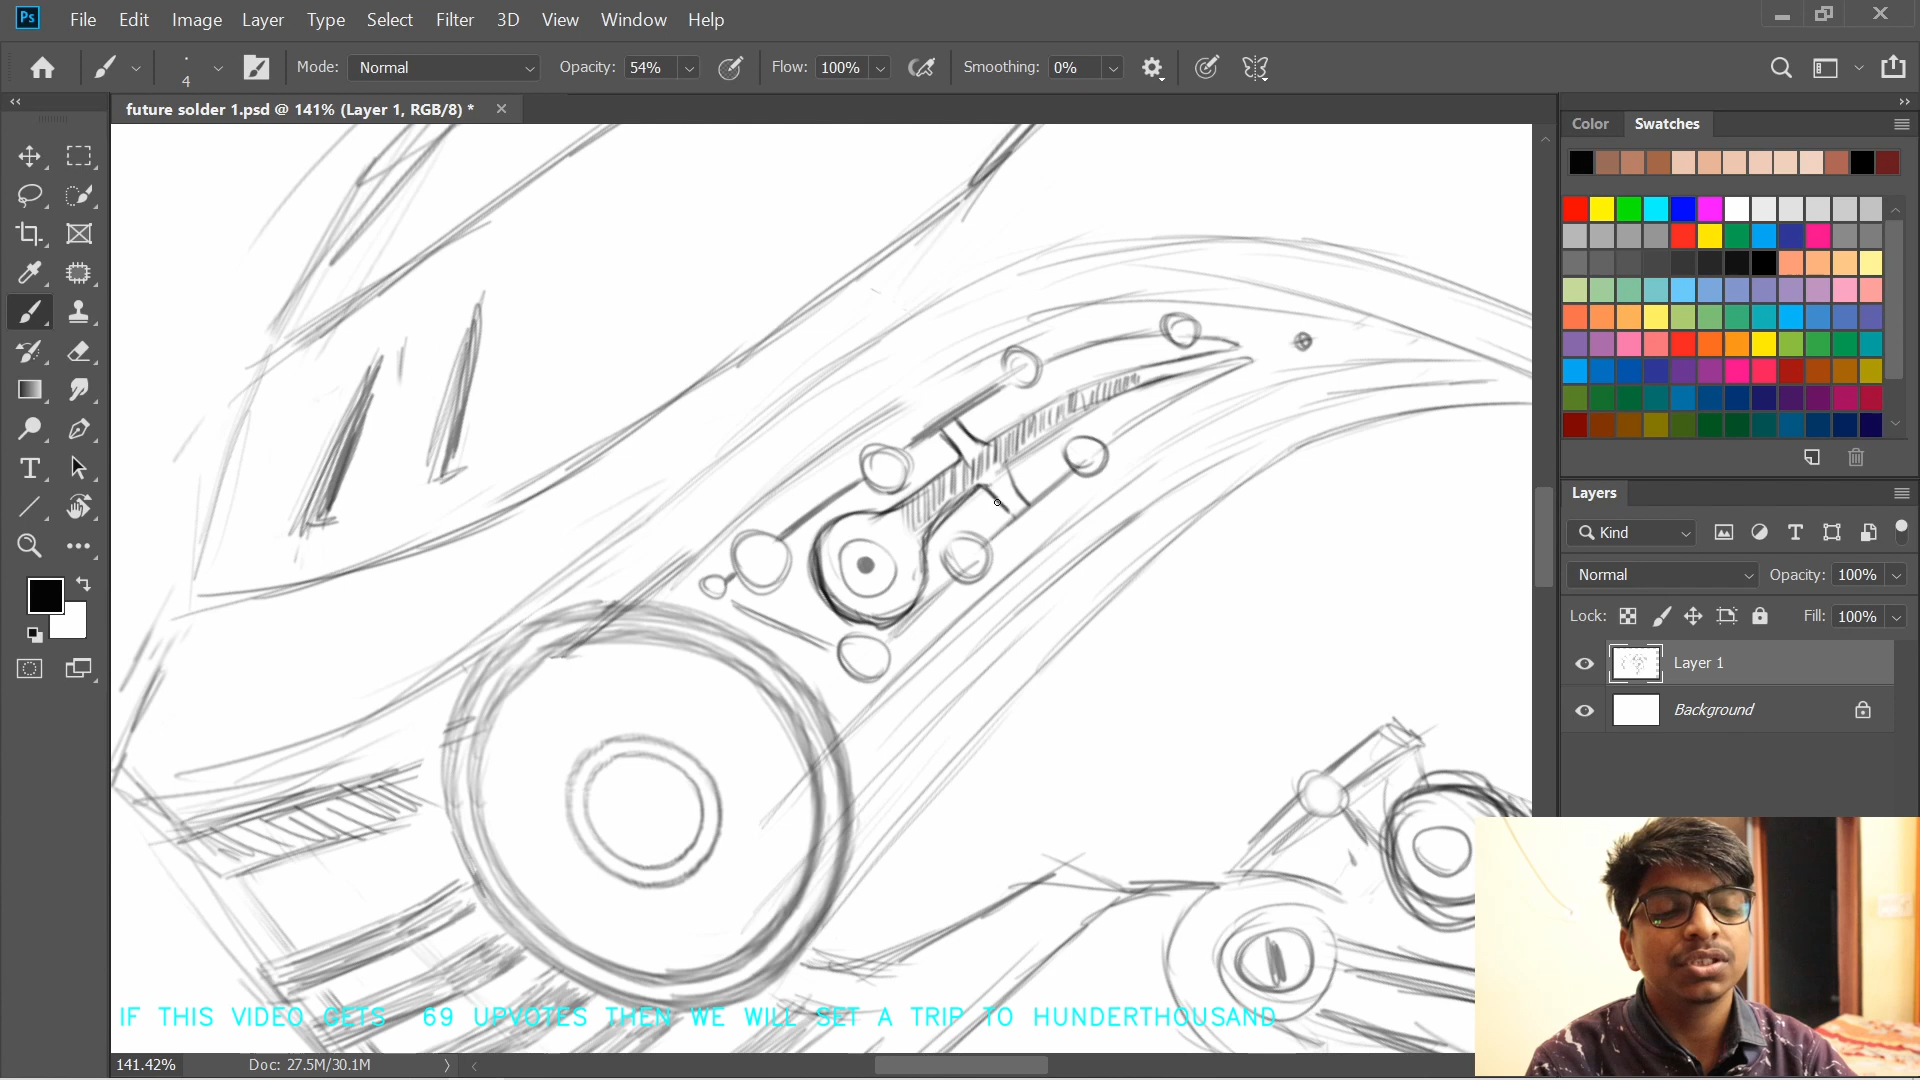 Ps File Edit Image Layer Type Select Filter 3D View Window Help
4 Mode: Normal Opacity: 54% Flow: 100% Smoothing: 0%
future solder 1.psd @ 141% (Layer 1, RGB/8) *
Color Swatches
Layers
Kind
Normal Opacity: 100%
Lock: Fill: 100%
Layer 1
Background
IF THIS VIDEO GETS 69 UPVOTES THEN WE WILL SET A TRIP TO HUNDERTHOUSAND
141.42% Doc: 27.5M/30.1M